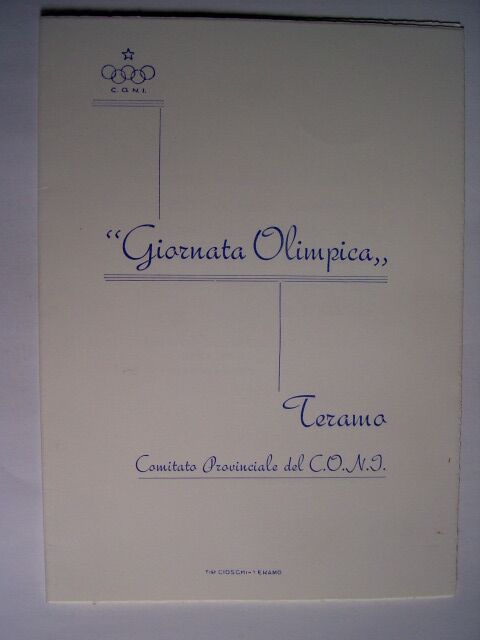 C.O.N.I.
“Giornata Olimpica„
Teramo
Comitato Provinciale del C.O.N.I.
TIP. CIOSCHI - TERAMO